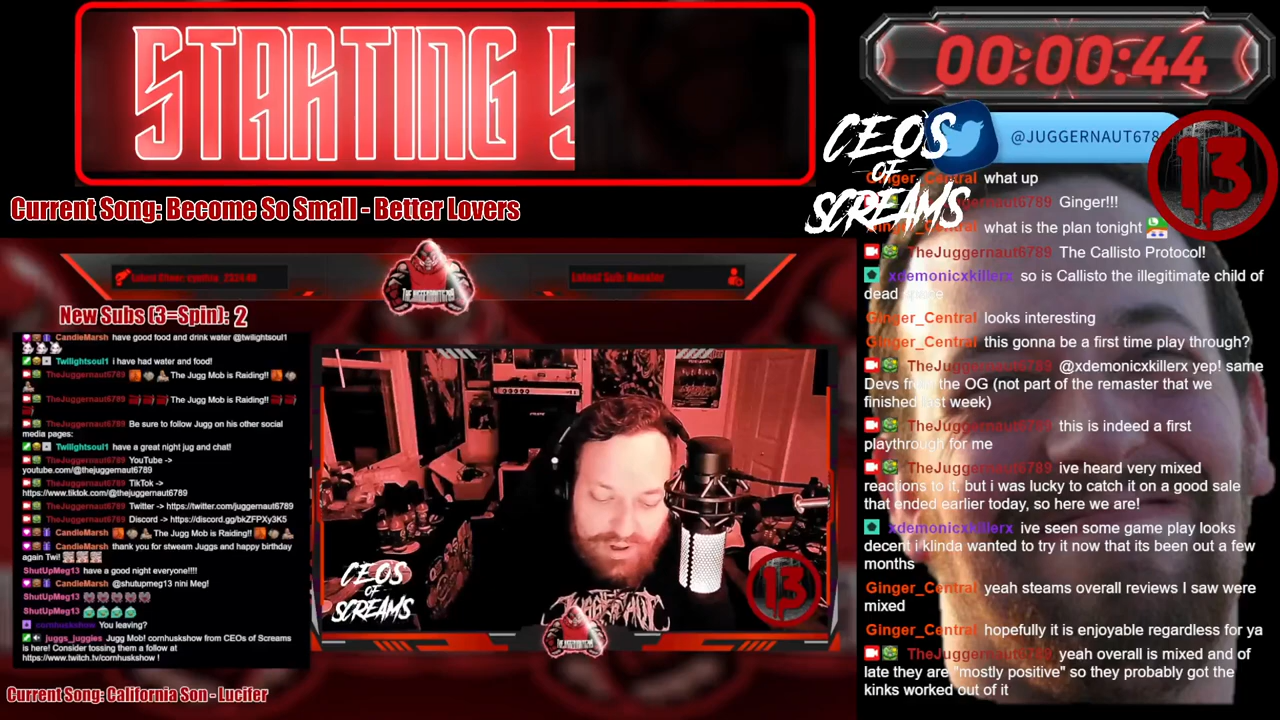 STARTING S
00:00:44
CEOS
OF
SCREAMS
@JUGGERNAUT678
13
Current Song: Become So Small - Better Lovers
Latest Sub:
THEJUGGERNAUT6789
New Subs (3=Spin): 2
CandieMarsh have good food and drink water @twilightsoul1
Twilightsoul1 i have had water and food!
TheJuggernaut6789 The Jugg Mob is Raiding!!
TheJuggernaut6789 The Jugg Mob is Raiding!!
TheJuggernaut6789 Be sure to follow Jugg on his other
social media pages:
Twilightsoul1 have a great night jug and chat!
TheJuggernaut6789 YouTube ->
youtube.com/@thejuggernaut6789
TheJuggernaut6789 TikTok ->
https://www.tiktok.com/@thejuggernaut6789
TheJuggernaut6789 Twitter -> https://twitter.com/juggernaut6789
TheJuggernaut6789 Discord -> https://discord.gg/bkZFPXy3K5
CandieMarsh The Jugg Mob is Raiding!!
CandieMarsh thank you for stweam Juggs and happy birthday
again Twi!
ShutUpMeg13 have a good night everyone!!!!
CandieMarsh @shutupmeg13 nini Meg!
ShutUpMeg13
ShutUpMeg13
cornhuskshow You leaving?
juggs_juggies Jugg Mob! cornhuskshow from CEOs of Screams
is here! Consider tossing them a follow at
https://www.twitch.tv/cornhuskshow !
CEOS
OF
SCREAMS
13
Current Song: California Son - Lucifer
Ginger_Central what up
TheJuggernaut6789 Ginger!!!
Ginger_Central what is the plan tonight
TheJuggernaut6789 The Callisto Protocol!
xdemonicxkillerx so is Callisto the illegitimate child of
dead space
Ginger_Central looks interesting
Ginger_Central this gonna be a first time play through?
TheJuggernaut6789 @xdemonicxkillerx yep! same
Devs from the OG (not part of the remaster that we
finished last week)
TheJuggernaut6789 this is indeed a first
playthrough for me
TheJuggernaut6789 ive heard very mixed
reactions to it, but i was lucky to catch it on a good sale
that ended earlier today, so here we are!
xdemonicxkillerx ive seen some game play looks
decent i klinda wanted to try it now that its been out a few
months
Ginger_Central yeah steams overall reviews I saw were
mixed
Ginger_Central hopefully it is enjoyable regardless for ya
TheJuggernaut6789 yeah overall is mixed and of
late they are "mostly positive" so they probably got the
kinks worked out of it